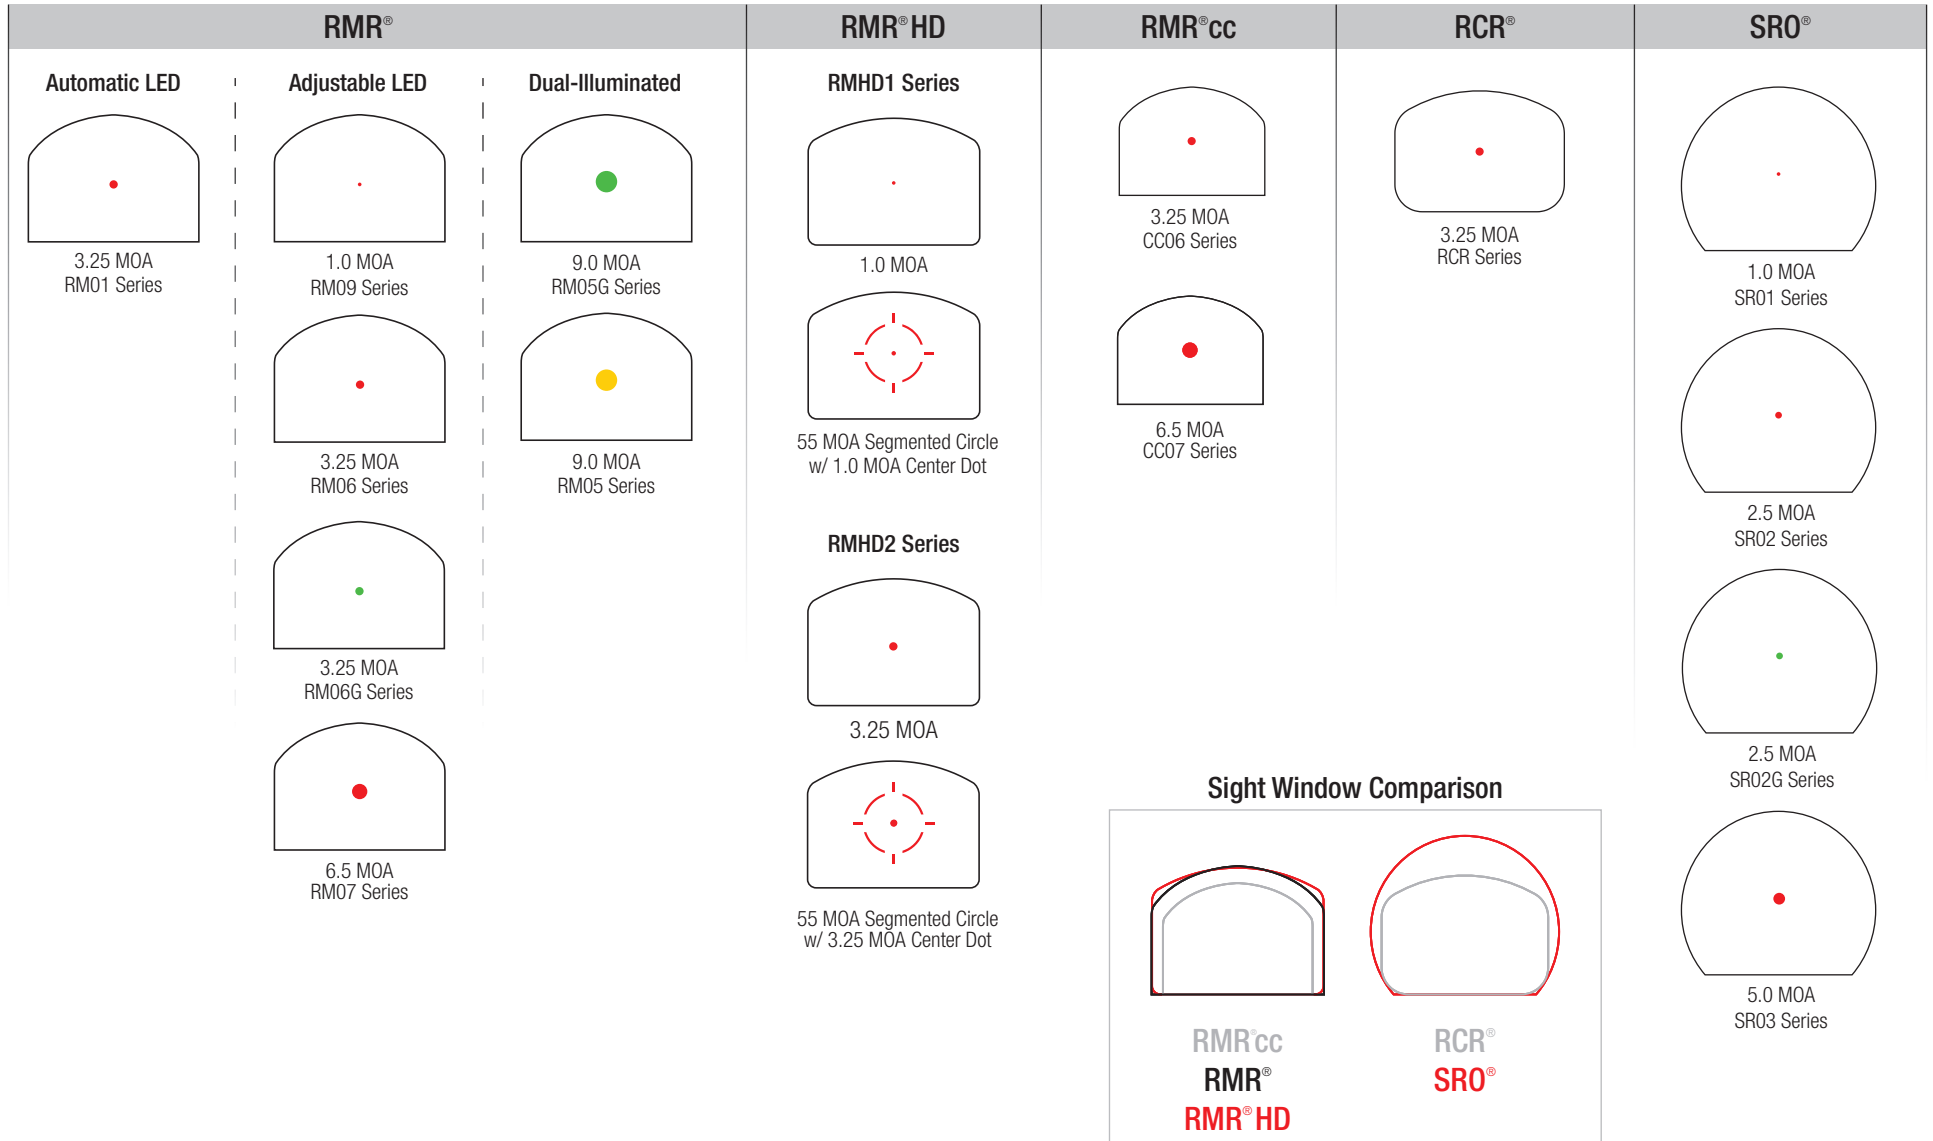 RMR®
RMR® HD
RMR®cc
RCR®
SRO®
Automatic LED
3.25 MOA
RM01 Series
Adjustable LED
1.0 MOA
RM09 Series
3.25 MOA
RM06 Series
3.25 MOA
RM06G Series
6.5 MOA
RM07 Series
Dual-Illuminated
9.0 MOA
RM05G Series
9.0 MOA
RM05 Series
RMHD1 Series
1.0 MOA
55 MOA Segmented Circle
w/ 1.0 MOA Center Dot
RMHD2 Series
3.25 MOA
55 MOA Segmented Circle
w/ 3.25 MOA Center Dot
3.25 MOA
CC06 Series
6.5 MOA
CC07 Series
3.25 MOA
RCR Series
1.0 MOA
SR01 Series
2.5 MOA
SR02 Series
2.5 MOA
SR02G Series
5.0 MOA
SR03 Series
Sight Window Comparison
RMR®cc
RMR®
RMR® HD
RCR®
SRO®